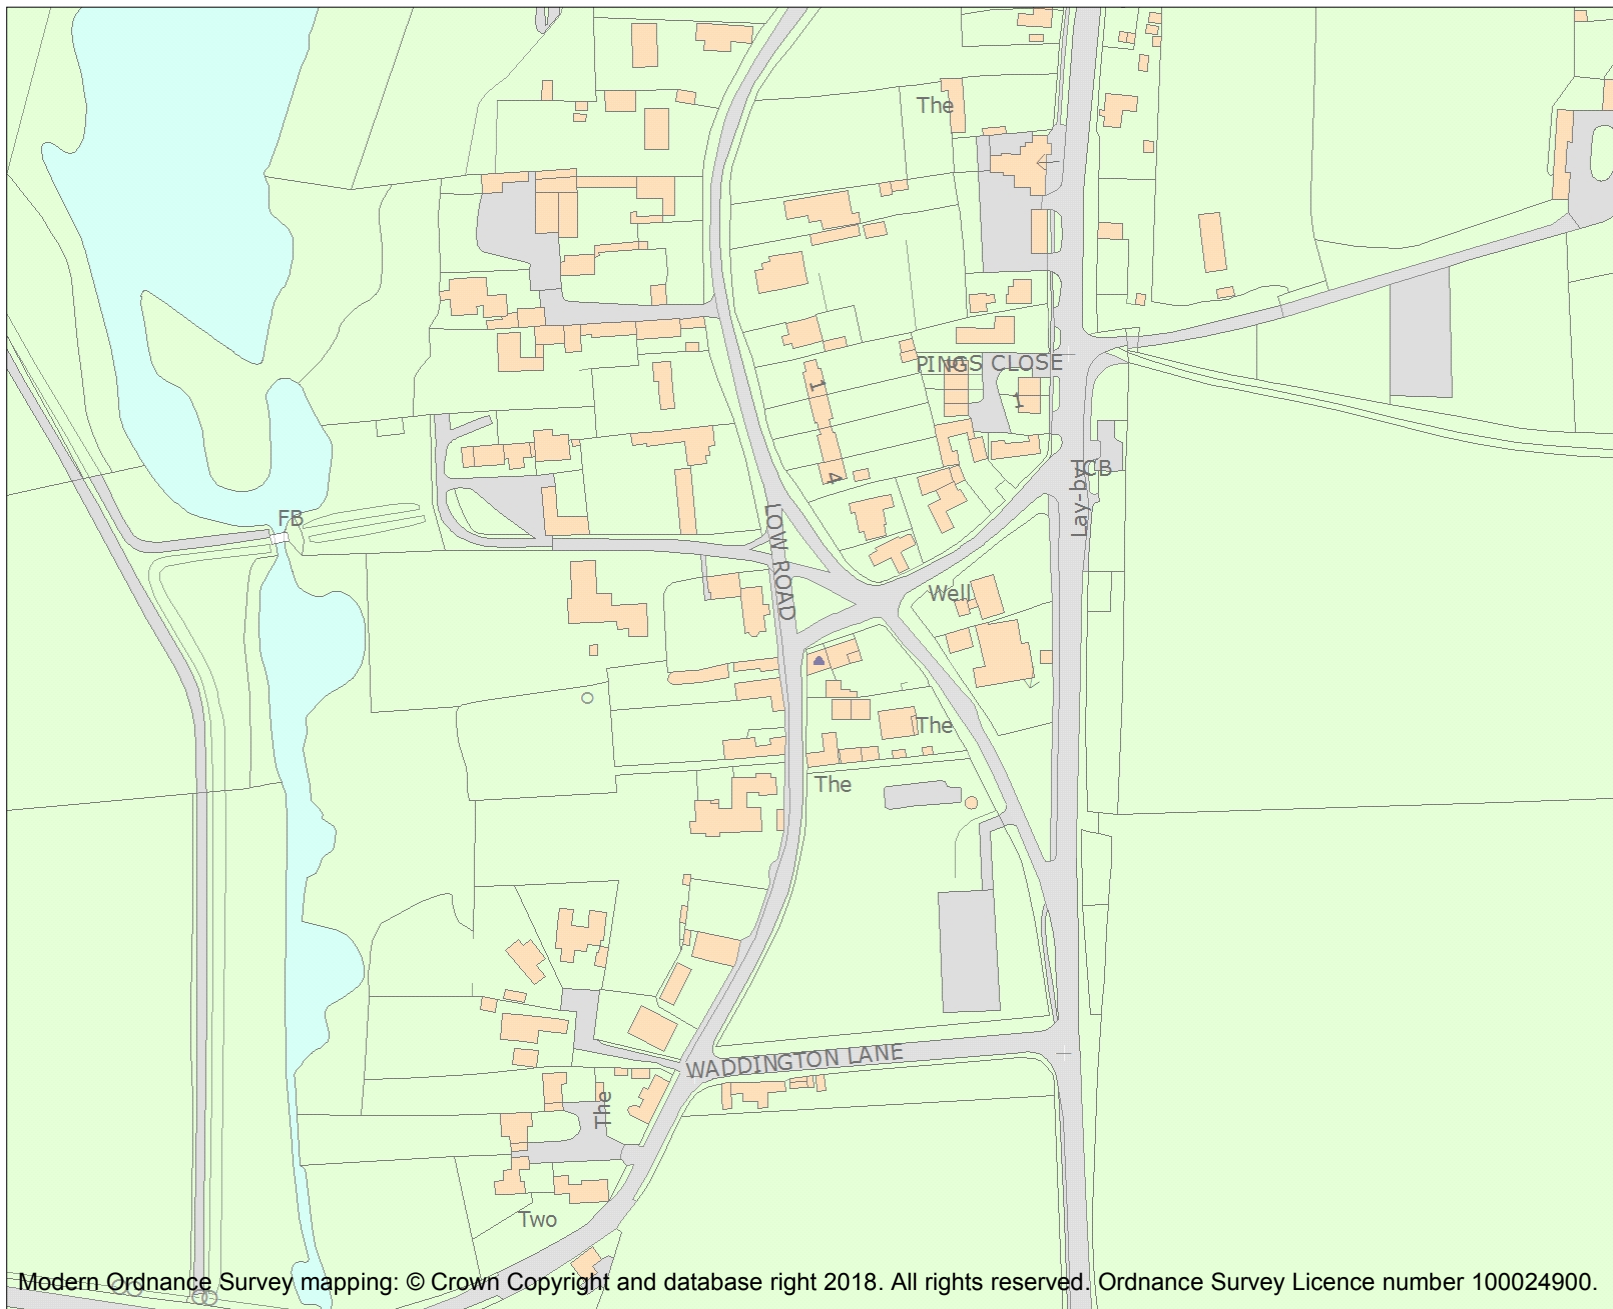 The
PINGS CLOSE
1
1
4
TCB
Lay-by
FB
LOW ROAD
Well
The
The
WADDINGTON LANE
The
Two
Modern Ordnance Survey mapping: © Crown Copyright and database right 2018. All rights reserved. Ordnance Survey Licence number 100024900.